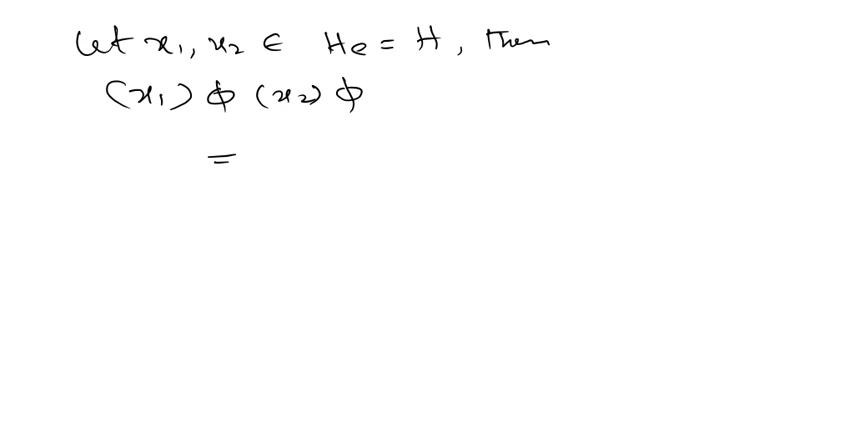 Let x₁, x₂ ∈ He = H, then
(x₁) ϕ (x₂) ϕ
=